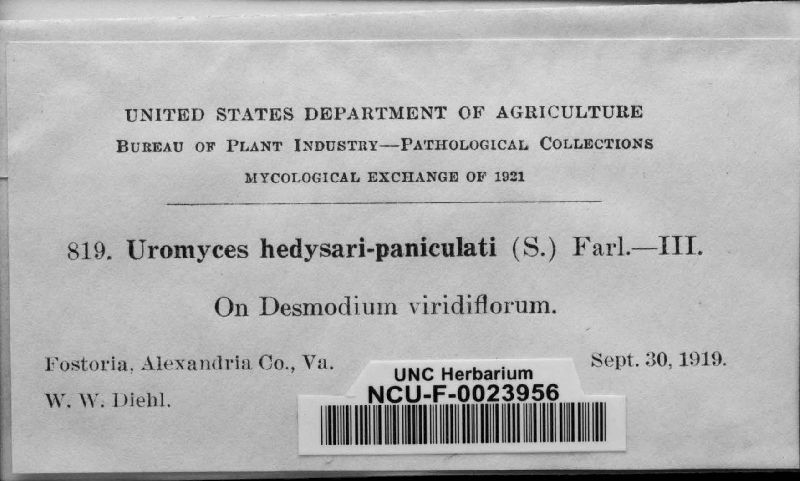 UNITED STATES DEPARTMENT OF AGRICULTURE
BUREAU OF PLANT INDUSTRY—PATHOLOGICAL COLLECTIONS
MYCOLOGICAL EXCHANGE OF 1921
819. Uromyces hedysari-paniculati (S.) Farl.—III.
On Desmodium viridiflorum.
Fostoria, Alexandria Co., Va.
Sept. 30, 1919.
W. W. Diehl.
UNC Herbarium
NCU-F-0023956